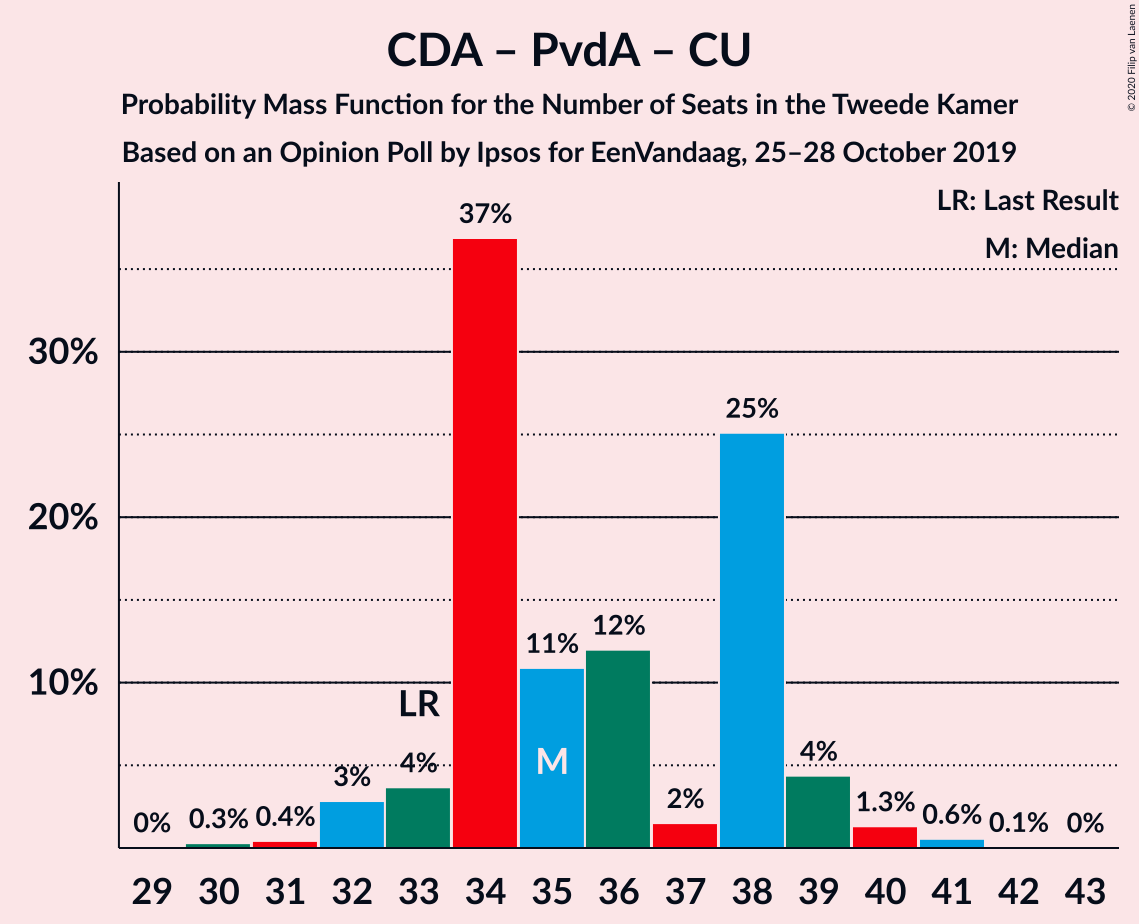 CDA – PvdA – CU
Probability Mass Function for the Number of Seats in the Tweede Kamer
Based on an Opinion Poll by Ipsos for EenVandaag, 25–28 October 2019
© 2020 Filip van Laenen
LR: Last Result
M: Median
37%
30%
25%
20%
12%
11%
10%
LR
M
4%
4%
3%
2%
1.3%
0.6%
0.4%
0.3%
0%
0.1%
0%
29 30 31 32 33 34 35 36 37 38 39 40 41 42 43